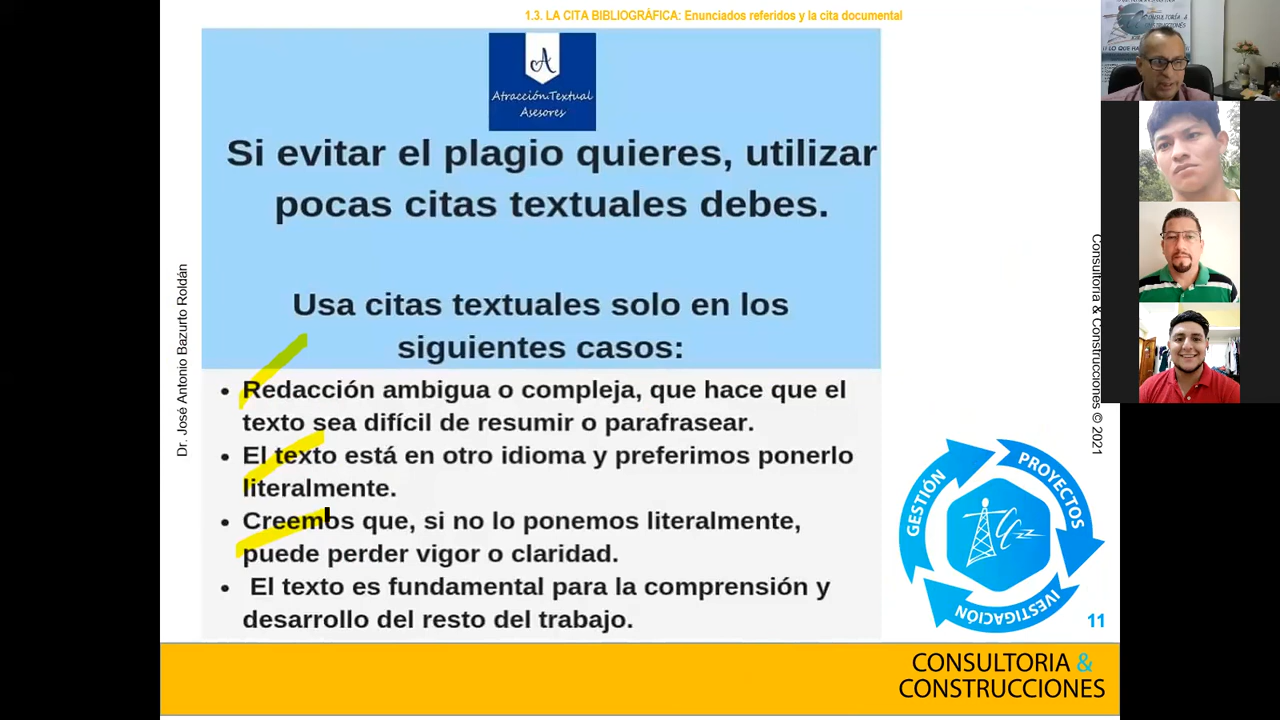 1.3. LA CITA BIBLIOGRÁFICA: Enunciados referidos y la cita documental
A
Atracción.Textual
Asesores
Si evitar el plagio quieres, utilizar
pocas citas textuales debes.
Usa citas textuales solo en los
siguientes casos:
• Redacción ambigua o compleja, que hace que el
texto sea difícil de resumir o parafrasear.
• El texto está en otro idioma y preferimos ponerlo
literalmente.
• Creemos que, si no lo ponemos literalmente,
puede perder vigor o claridad.
• El texto es fundamental para la comprensión y
desarrollo del resto del trabajo.
Dr. José Antonio Bazurto Roldán
Consultoría & Construcciones © 2021
GESTIÓN
PROYECTOS
IVESTIGACIÓN
11
CONSULTORIA &
CONSTRUCCIONES